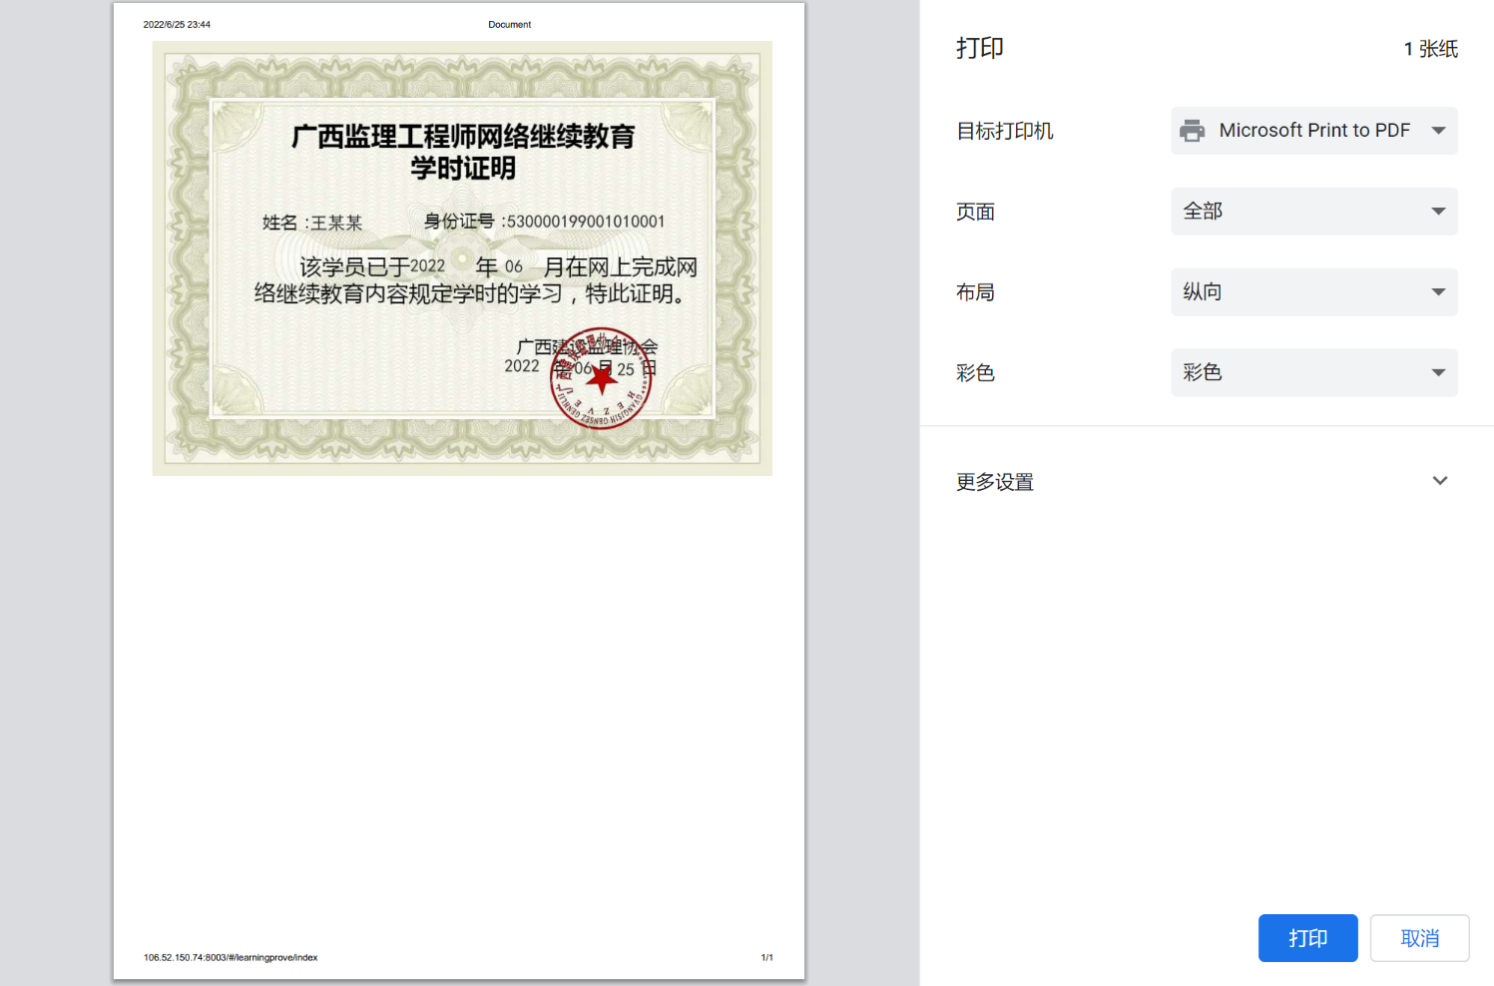 2022/6/25 23:44
Document
广西监理工程师网络继续教育
学时证明
姓名 :王某某 身份证号 :530000199001010001
该学员已于2022 年 06 月在网上完成网
络继续教育内容规定学时的学习，特此证明。
广西建设监理协会
2022 年 06 月 25 日
106.52.150.74:8003/#/learningprove/index
1/1
打印
1 张纸
目标打印机
Microsoft Print to PDF
页面
全部
布局
纵向
彩色
彩色
更多设置
打印
取消